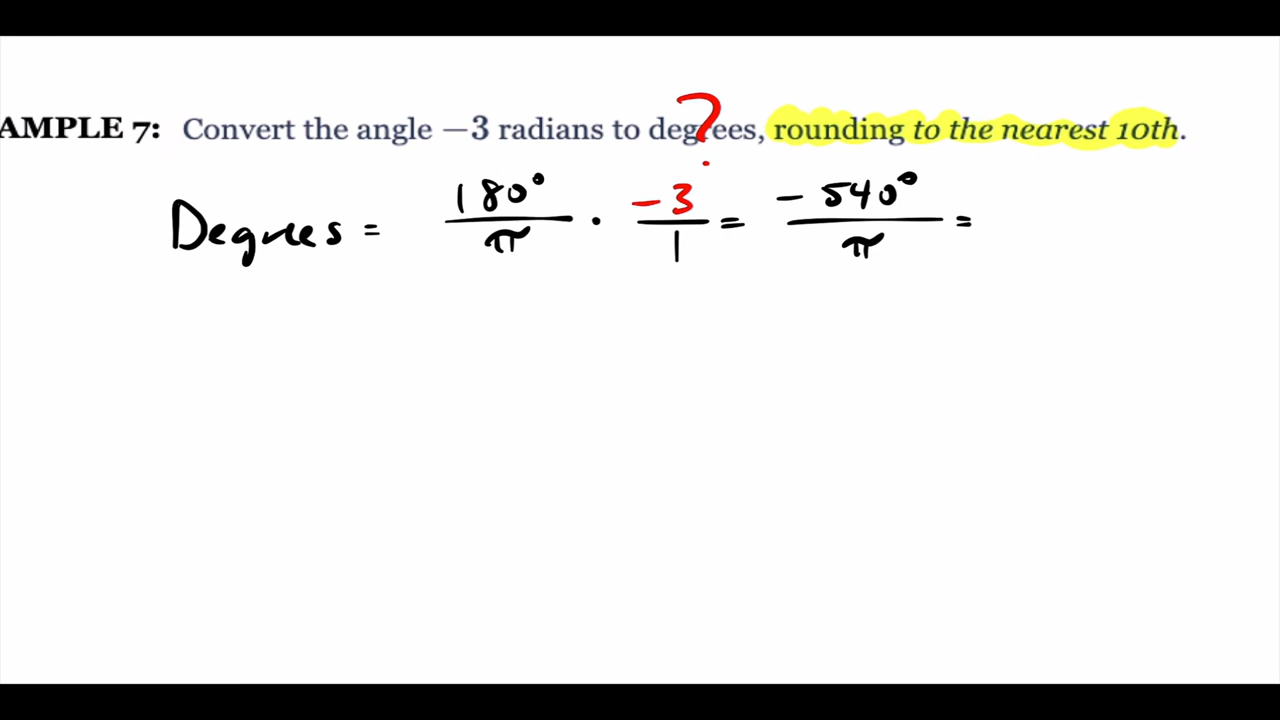 AMPLE 7: Convert the angle −3 radians to degrees, rounding to the nearest 10th.
?
Degrees = 180°/π · −3/1 = −540°/π =